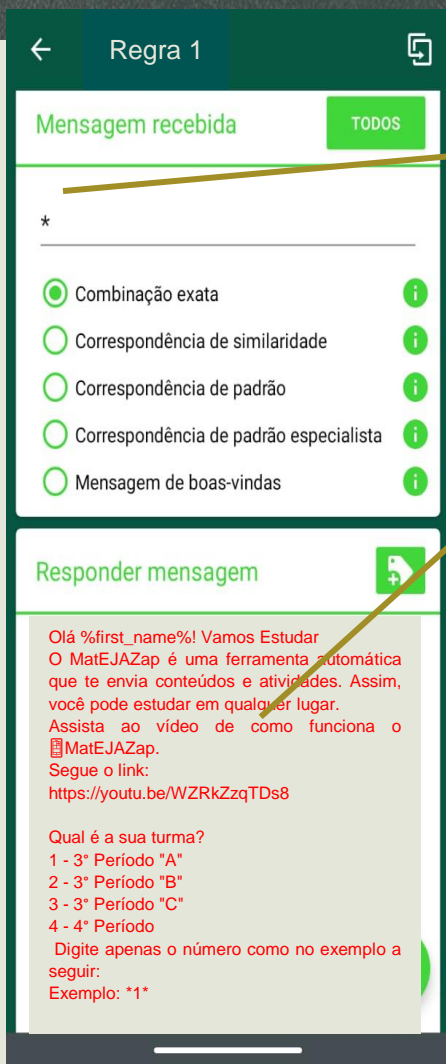 Regra 1
Mensagem recebida
TODOS
*
Combinação exata
Correspondência de similaridade
Correspondência de padrão
Correspondência de padrão especialista
Mensagem de boas-vindas
Responder mensagem
Olá %first_name%! Vamos Estudar
O MatEJAZap é uma ferramenta automática
que te envia conteúdos e atividades. Assim,
você pode estudar em qualquer lugar.
Assista ao vídeo de como funciona o
📱MatEJAZap.
Segue o link:
https://youtu.be/WZRkZzqTDs8
Qual é a sua turma?
1 - 3° Período "A"
2 - 3° Período "B"
3 - 3° Período "C"
4 - 4° Período
Digite apenas o número como no exemplo a
seguir:
Exemplo: *1*